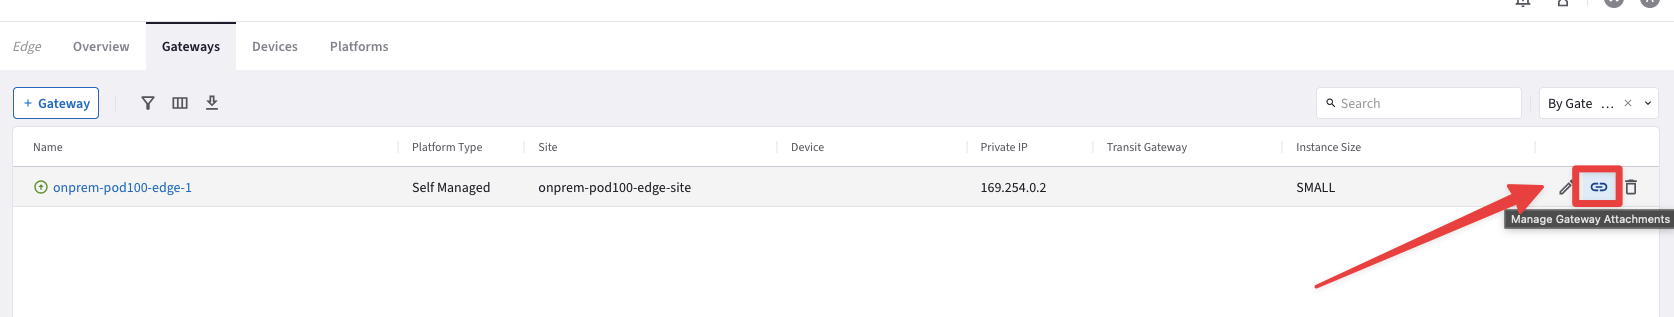 Edge Overview Gateways Devices Platforms
+ Gateway Search By Gate ...
Name Platform Type Site Device Private IP Transit Gateway Instance Size
onprem-pod100-edge-1 Self Managed onprem-pod100-edge-site 169.254.0.2 SMALL
Manage Gateway Attachments